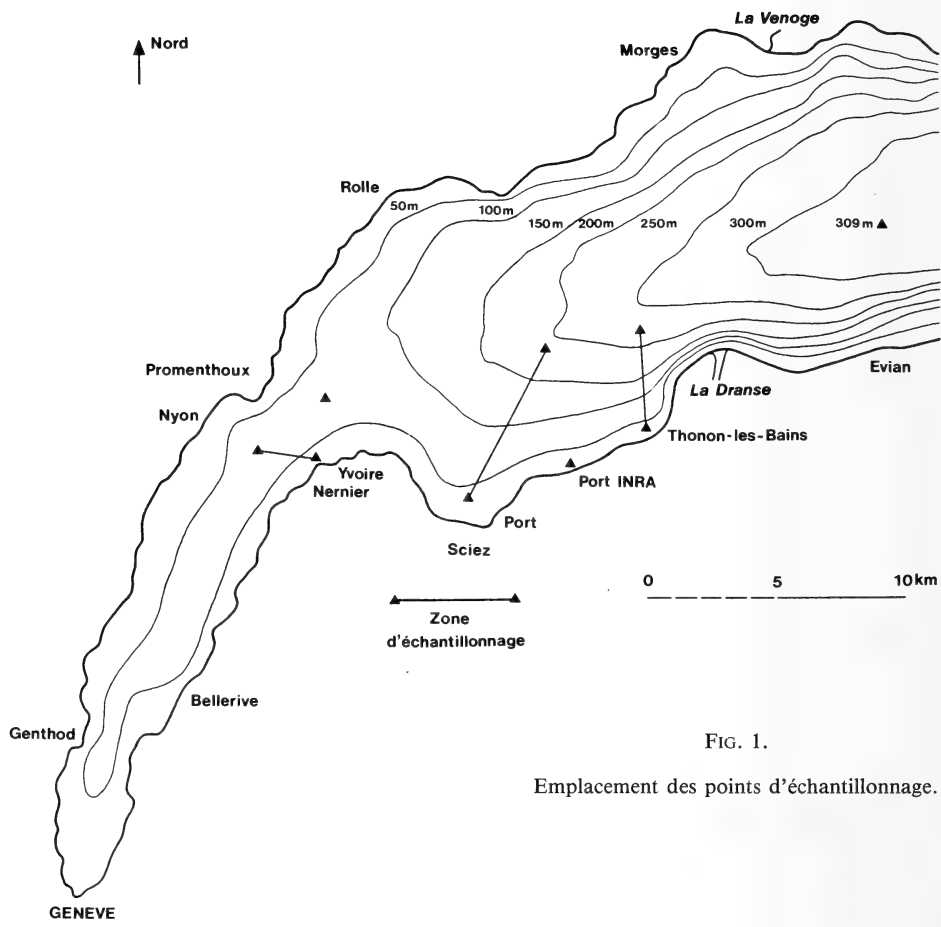 La Venoge
Nord
Morges
Rolle
50m
100m
150m
200m
250m
300m
309m
Promenthoux
Nyon
Evian
La Dranse
Thonon-les-Bains
Yvoire
Nernier
Port INRA
Port
Sciez
0 5 10km
Zone
d'échantillonnage
Bellerive
Genthod
FIG. 1.
Emplacement des points d'échantillonnage.
GENEVE